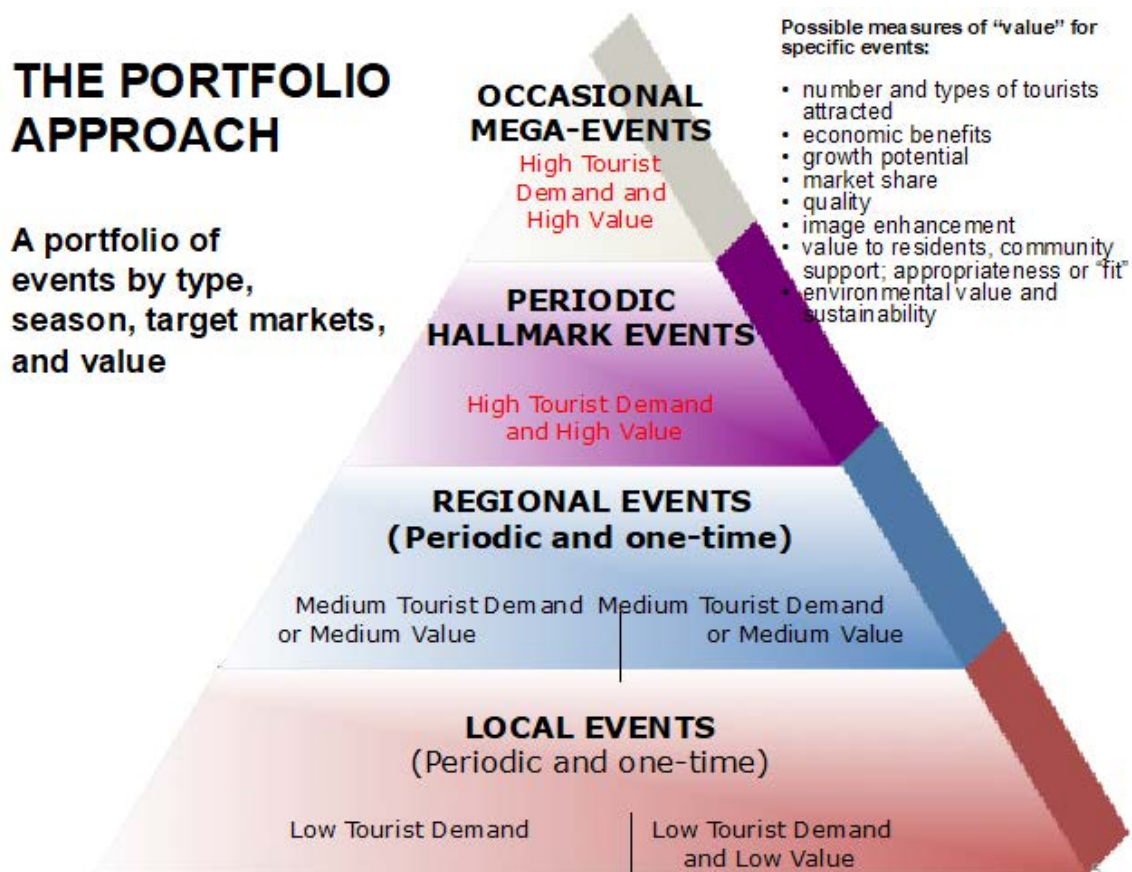 THE PORTFOLIO
APPROACH
A portfolio of
events by type,
season, target markets,
and value
OCCASIONAL
MEGA-EVENTS
High Tourist
Demand and
High Value
PERIODIC
HALLMARK EVENTS
High Tourist Demand
and High Value
REGIONAL EVENTS
(Periodic and one-time)
Medium Tourist Demand
or Medium Value
Medium Tourist Demand
or Medium Value
LOCAL EVENTS
(Periodic and one-time)
Low Tourist Demand
Low Tourist Demand
and Low Value
Possible measures of “value” for
specific events:
• number and types of tourists
attracted
• economic benefits
• growth potential
• market share
• quality
• image enhancement
• value to residents, community
support; appropriateness or “fit”
• environmental value and
sustainability